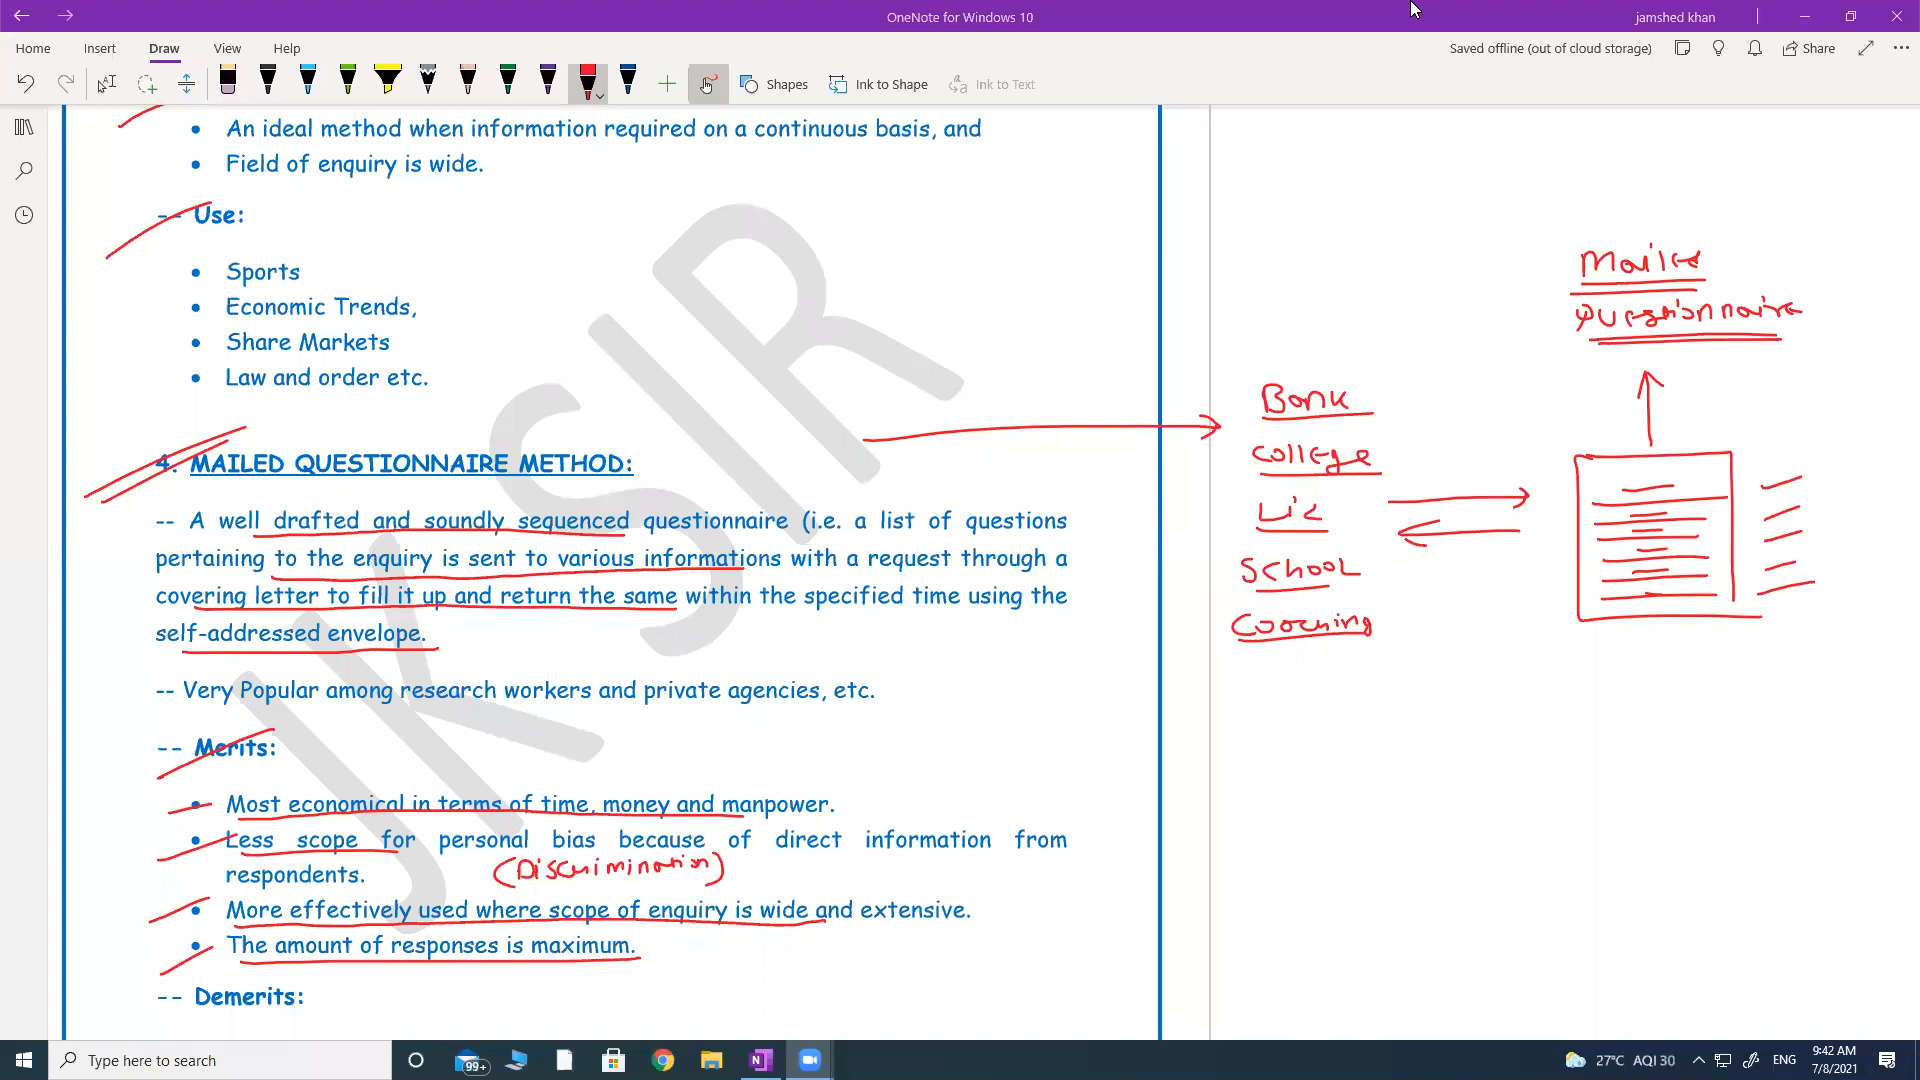 OneNote for Windows 10
jamshed khan
Home Insert Draw View Help
Saved offline (out of cloud storage)
Share
Shapes
Ink to Shape
Ink to Text
• An ideal method when information required on a continuous basis, and
• Field of enquiry is wide.
-- Use:
• Sports
• Economic Trends,
• Share Markets
• Law and order etc.
4. MAILED QUESTIONNAIRE METHOD:
-- A well drafted and soundly sequenced questionnaire (i.e. a list of questions
pertaining to the enquiry is sent to various informations with a request through a
covering letter to fill it up and return the same within the specified time using the
self-addressed envelope.
-- Very Popular among research workers and private agencies, etc.
-- Merits:
• Most economical in terms of time, money and manpower.
• Less scope for personal bias because of direct information from
respondents.
(Discrimination)
• More effectively used where scope of enquiry is wide and extensive.
• The amount of responses is maximum.
-- Demerits:
JK SIR
Mailed
Questionnaire
Bank
College
Lic
School
Coaching
Type here to search
99+
27°C AQI 30
ENG
9:42 AM
7/8/2021